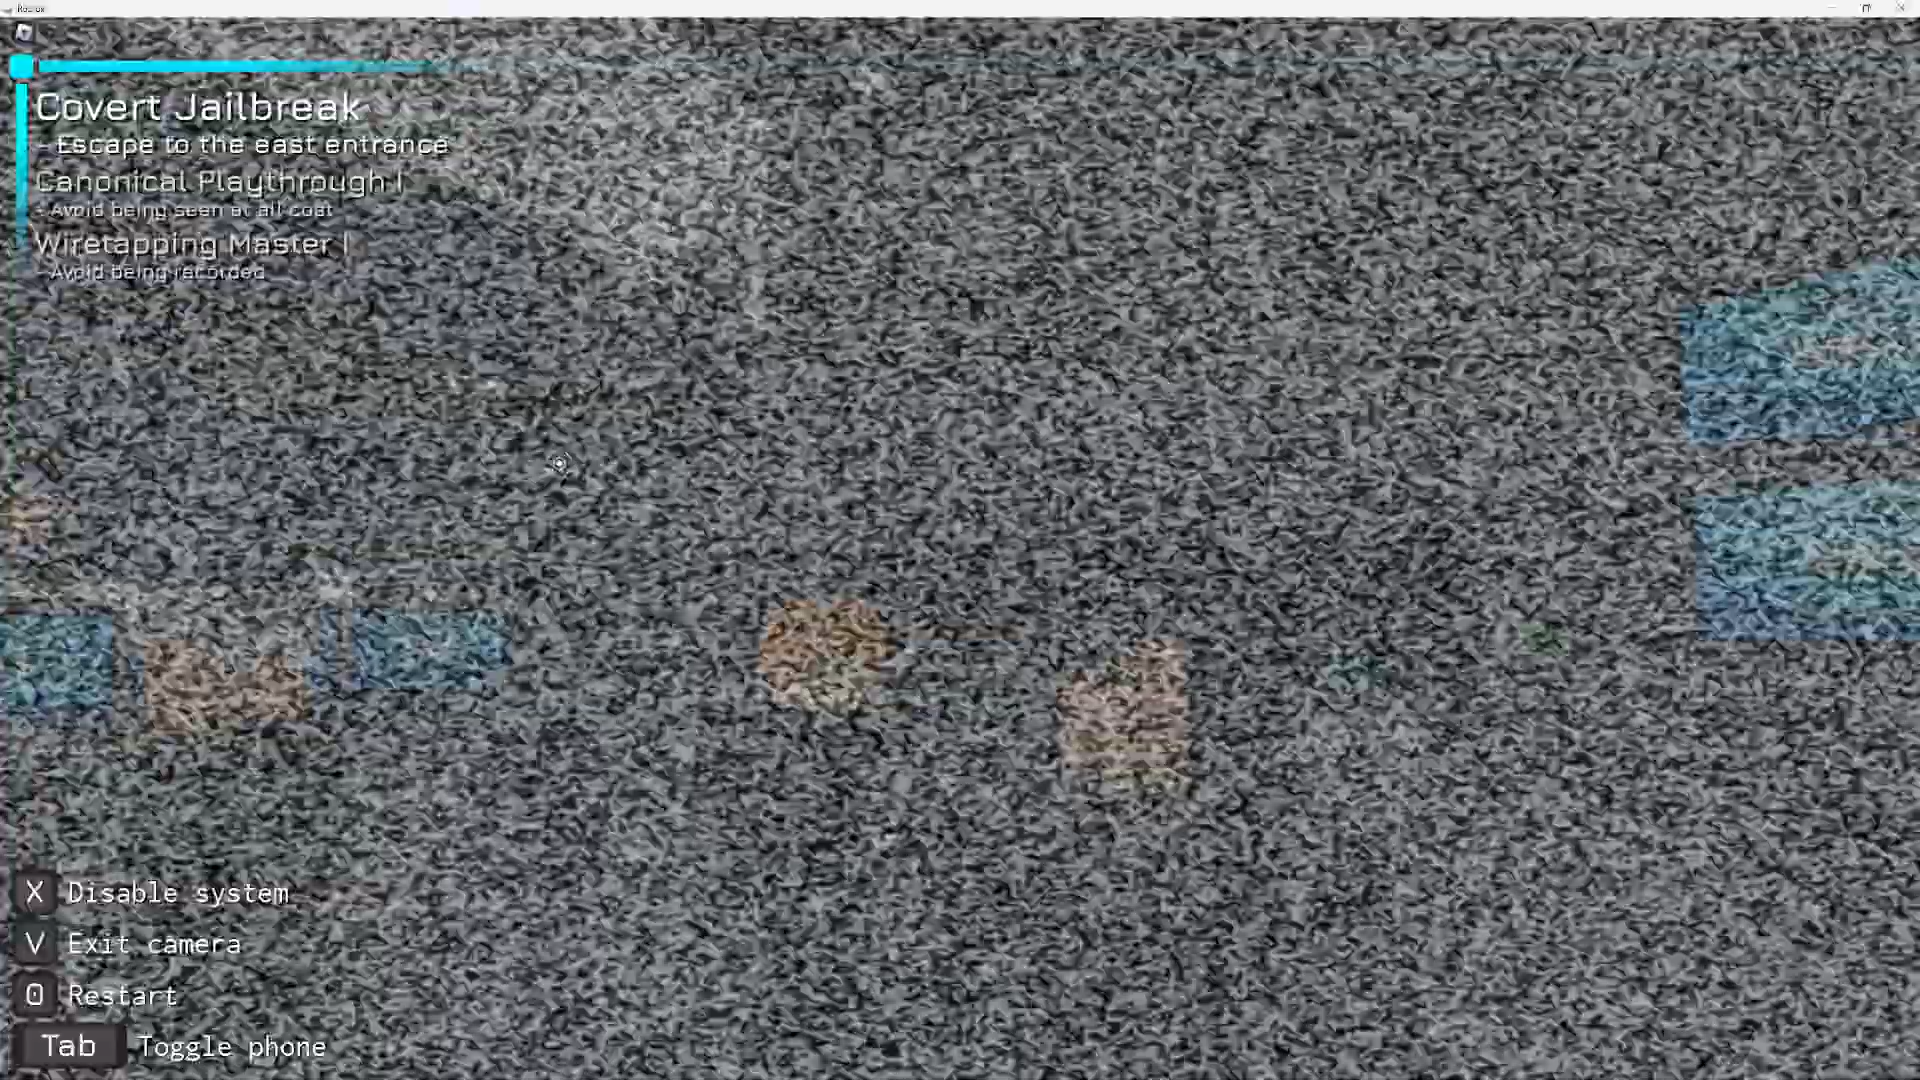 Roblox
Covert Jailbreak
- Escape to the east entrance
Canonical Playthrough I
- Avoid being seen at all cost
Wiretapping Master I
- Avoid being recorded
X Disable system
V Exit camera
0 Restart
Tab Toggle phone